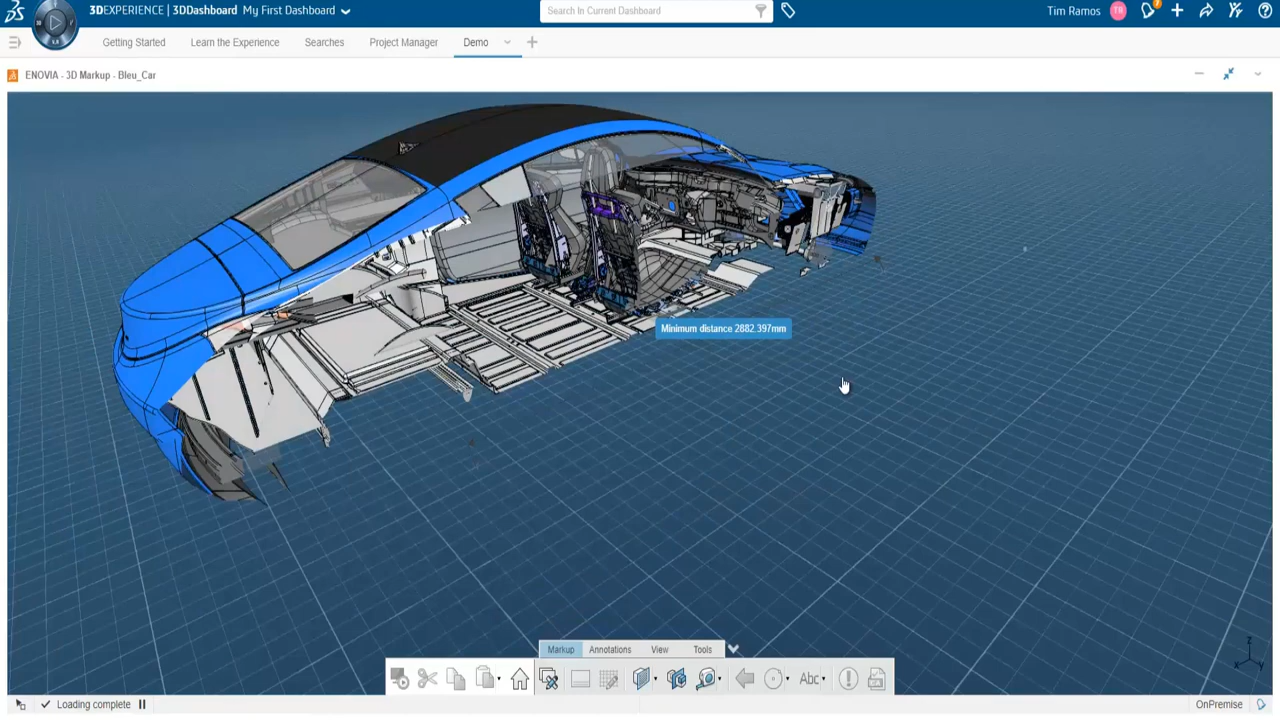 3DEXPERIENCE | 3DDashboard My First Dashboard
Search In Current Dashboard
Tim Ramos
TR
Getting Started
Learn the Experience
Searches
Project Manager
Demo
ENOVIA - 3D Markup - Bleu_Car
Minimum distance 2882.397mm
Markup
Annotations
View
Tools
Abc
Loading complete
OnPremise